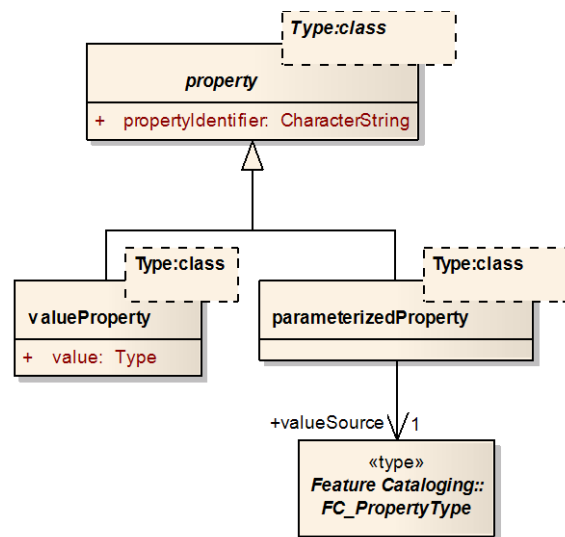 Type:class
property
+ propertyIdentifier: CharacterString
Type:class
Type:class
valueProperty
parameterizedProperty
+ value: Type
+valueSource
1
«type»
Feature Cataloging::
FC_PropertyType